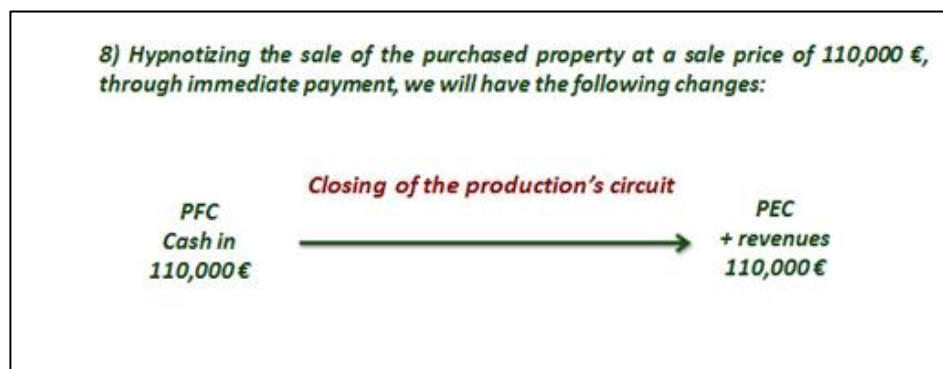 8) Hypnotizing the sale of the purchased property at a sale price of 110,000 €,
through immediate payment, we will have the following changes:
Closing of the production's circuit
PFC
Cash in
110,000 €
PEC
+ revenues
110,000 €